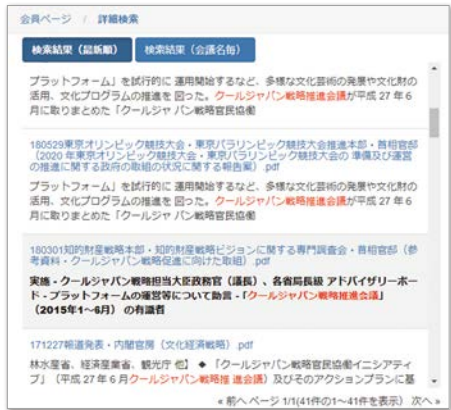 会員ページ / 詳細検索
検索結果（最新順） 検索結果（会議名毎）
プラットフォーム」を試行的に 運用開始するなど、多様な文化芸術の発展や文化財の
活用、文化プログラムの推進を 図った。クールジャパン戦略推進会議が平成 27 年 6
月に取りまとめた「クールジャ パン戦略官民協働
180529東京オリンピック競技大会・東京パラリンピック競技大会推進本部・首相官邸
（2020 年東京オリンピック競技大会・東京パラリンピック競技大会の 準備及び運営
の推進に関する政府の取組の状況に関する報告案）.pdf
プラットフォーム」を試行的に 運用開始するなど、多様な文化芸術の発展や文化財の
活用、文化プログラムの推進を 図った。クールジャパン戦略推進会議が平成 27 年 6
月に取りまとめた「クールジャ パン戦略官民協働
180301知的財産戦略本部・知的財産戦略ビジョンに関する専門調査会・首相官邸（参
考資料・クールジャパン戦略促進に向けた取組）.pdf
実施 - クールジャパン戦略担当大臣政務官（議長）、各省局長級 アドバイザリーボー
ド - プラットフォームの運営等について助言 -「クールジャパン戦略推進会議」
（2015年1～6月） の有識者
171227報道発表・内閣官房（文化経済戦略）.pdf
林水産省、経済産業省、観光庁 他】 ◆ 「クールジャパン戦略官民協働イニシアティ
ブ」（平成 27 年 6 月クールジャパン戦略推 進会議）及びそのアクションプランに基
« 前へ ページ 1/1(41件の1～41件を表示） 次へ »